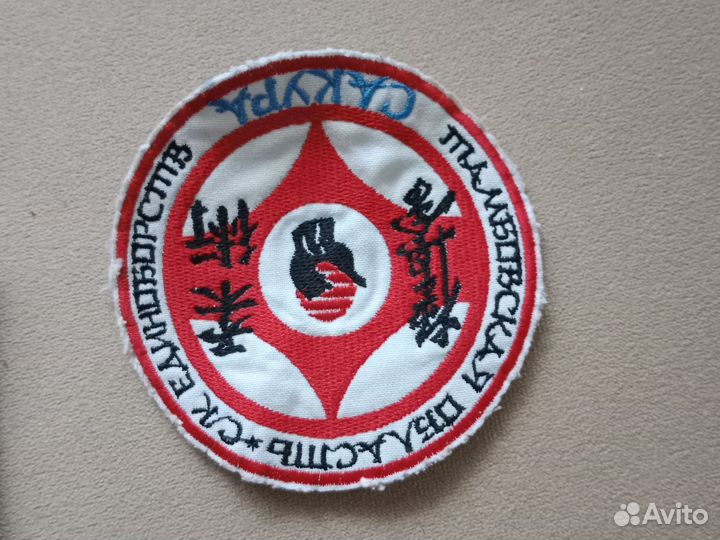 САКУРА
ТАМБОВСКАЯ ОБЛАСТЬ * СК ЕДИНОБОРСТВ
Avito